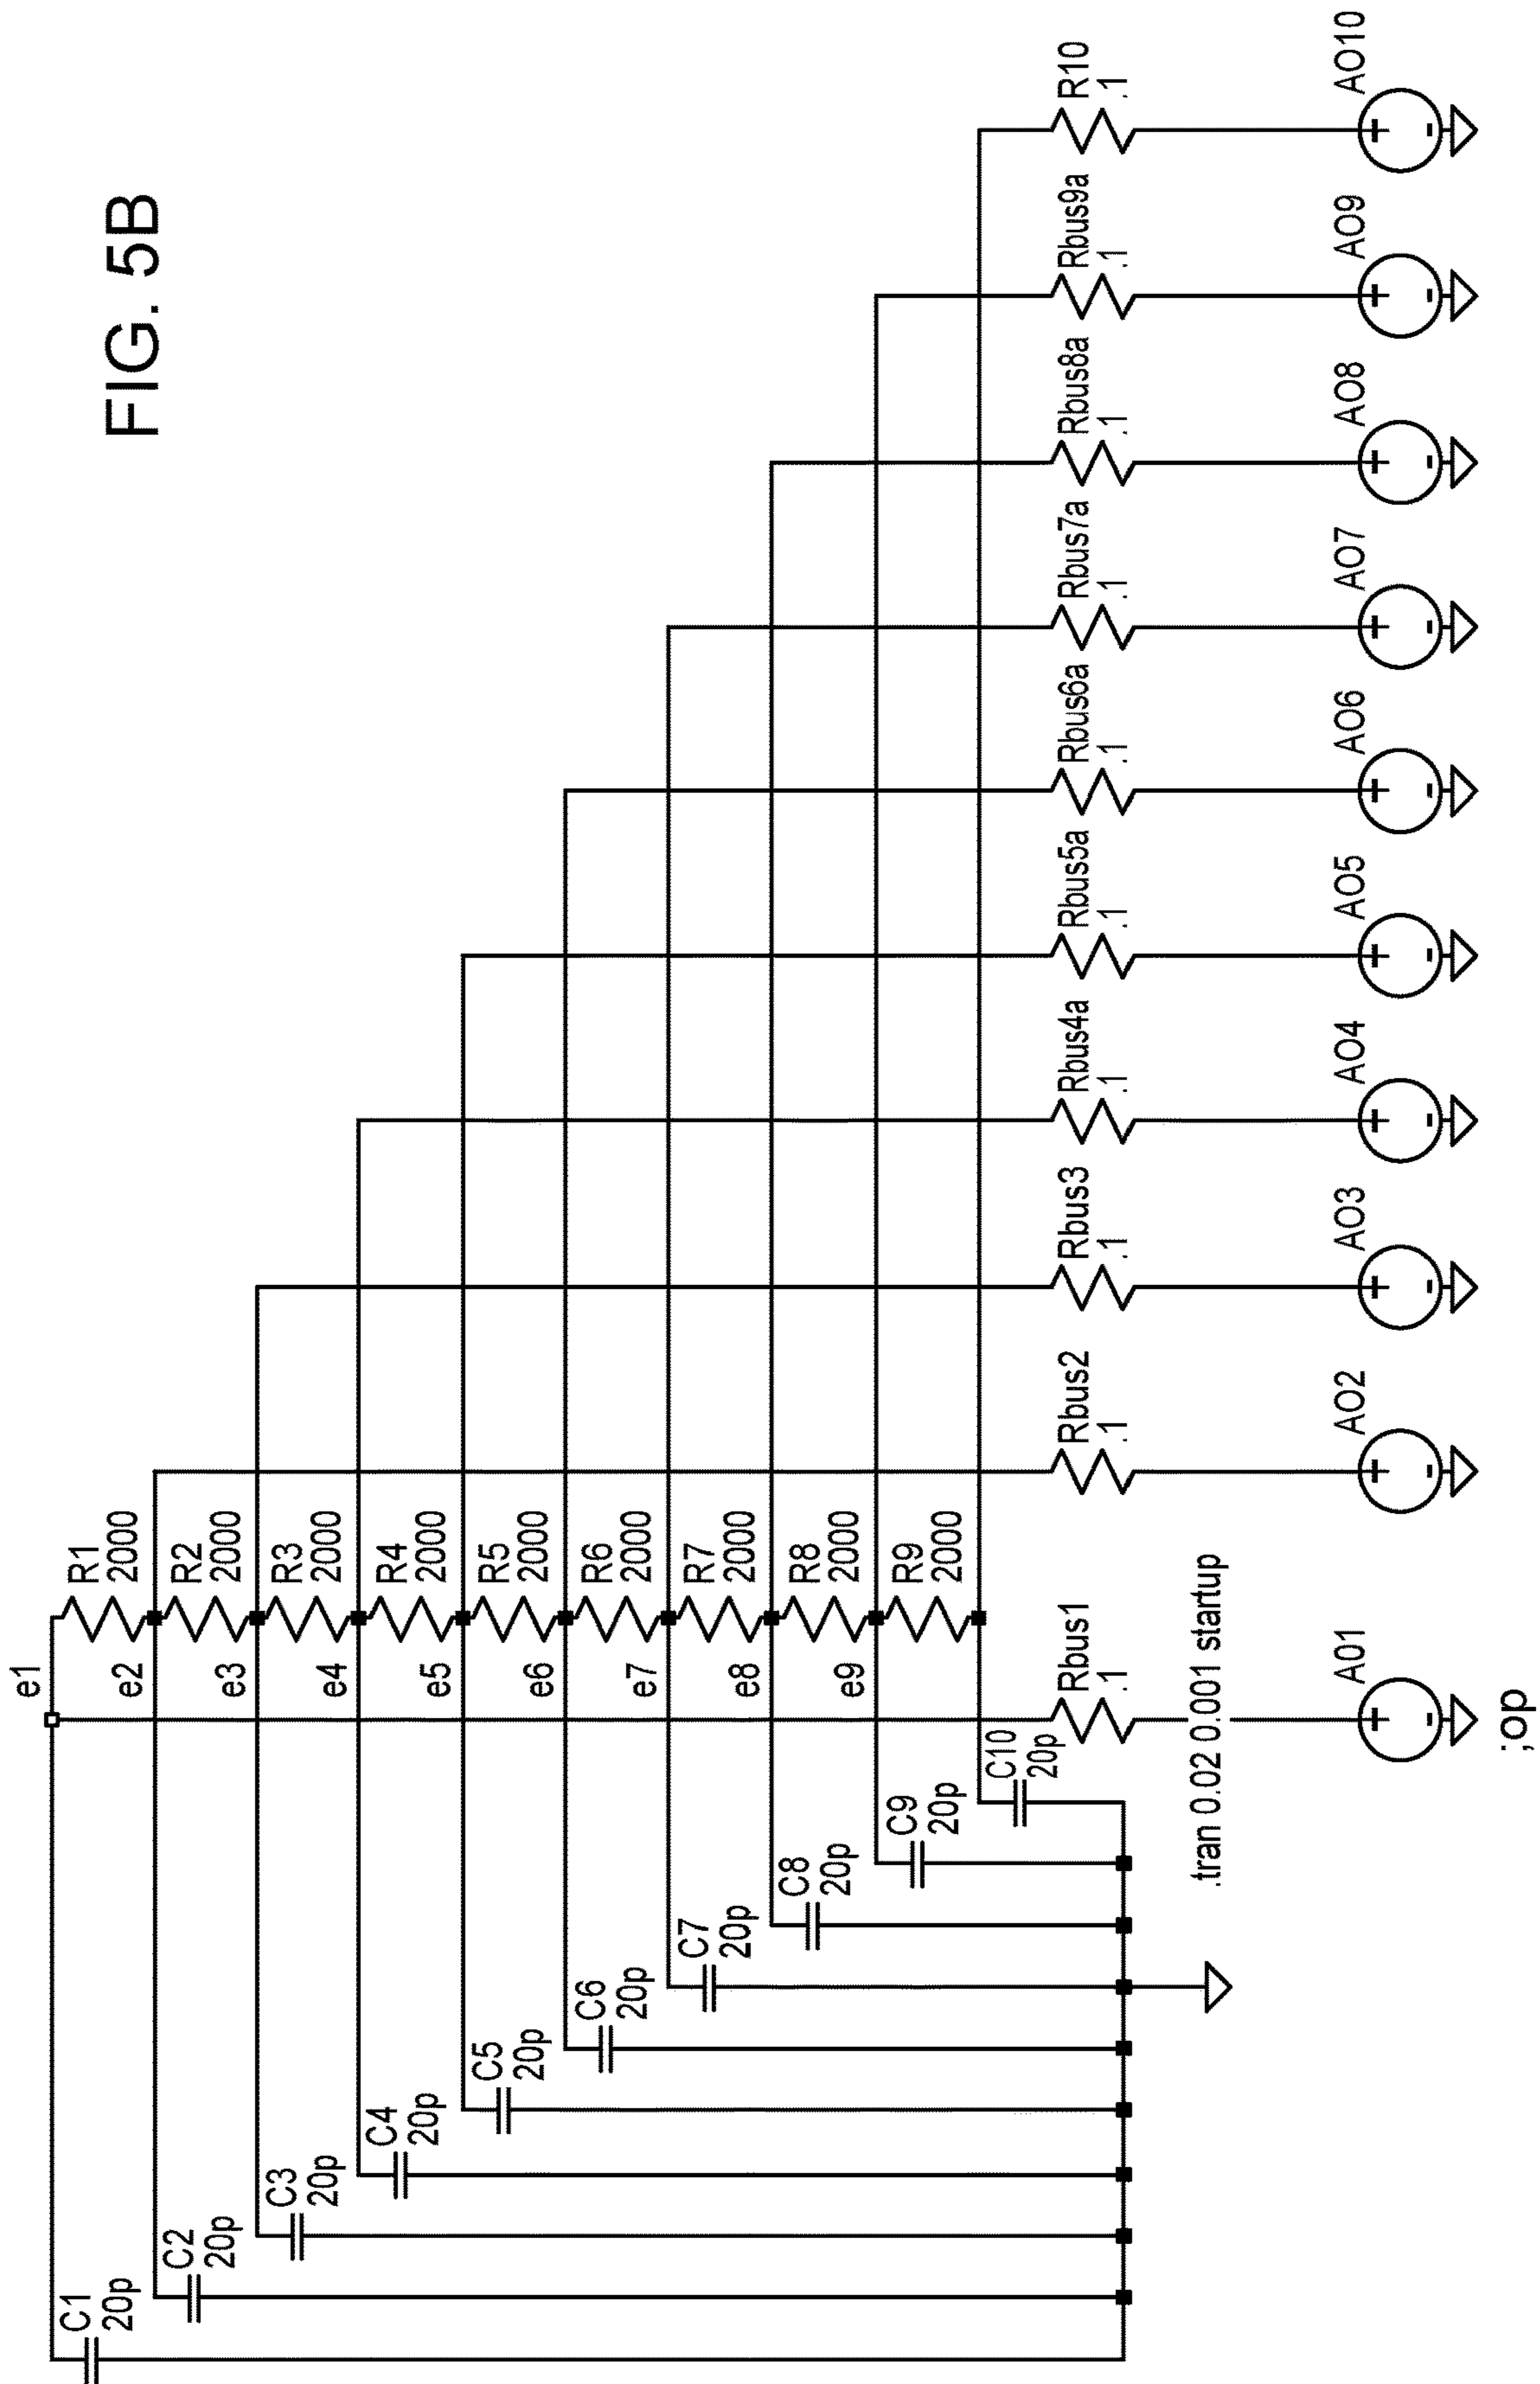 FIG. 5B
C1
20p
C2
20p
C3
20p
C4
20p
C5
20p
C6
20p
C7
20p
C8
20p
C9
20p
C10
20p
e1
e2
e3
e4
e5
e6
e7
e8
e9
R1
2000
R2
2000
R3
2000
R4
2000
R5
2000
R6
2000
R7
2000
R8
2000
R9
2000
Rbus1
.1
Rbus2
.1
Rbus3
.1
Rbus4a
.1
Rbus5a
.1
Rbus6a
.1
Rbus7a
.1
Rbus8a
.1
Rbus9a
.1
R10
.1
.tran 0.02 0.001 startup
A01
AO2
AO3
AO4
AO5
AO6
AO7
AO8
AO9
AO10
;op